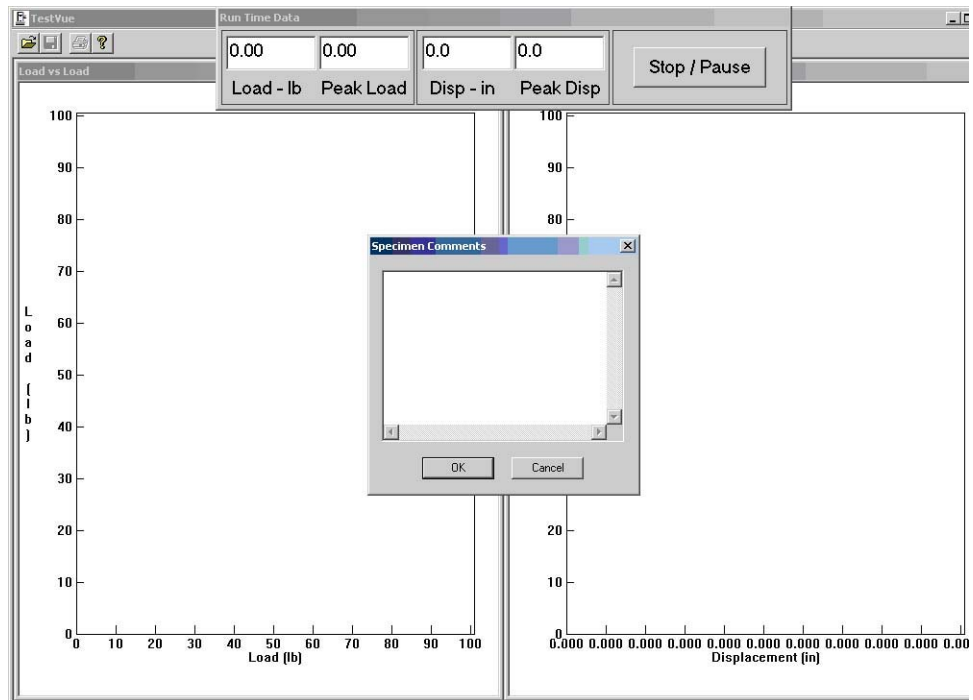 TestVue
Run Time Data
0.00 0.00 0.0 0.0
Load - lb Peak Load Disp - in Peak Disp
Stop / Pause
Load vs Load
100
90
80
70
60
50
40
30
20
10
0
Load (lb)
0 10 20 30 40 50 60 70 80 90 100
Load (lb)
Specimen Comments
OK Cancel
100
90
80
20
10
0
0.000 0.000 0.000 0.000 0.000 0.000 0.000 0.000 0.000 0.000 0.00
Displacement (in)